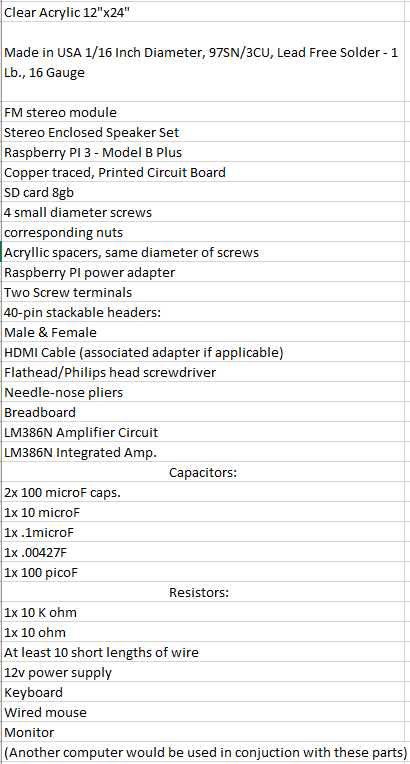 Clear Acrylic 12"x24"
Made in USA 1/16 Inch Diameter, 97SN/3CU, Lead Free Solder - 1
Lb., 16 Gauge
FM stereo module
Stereo Enclosed Speaker Set
Raspberry PI 3 - Model B Plus
Copper traced, Printed Circuit Board
SD card 8gb
4 small diameter screws
corresponding nuts
Acryllic spacers, same diameter of screws
Raspberry PI power adapter
Two Screw terminals
40-pin stackable headers:
Male & Female
HDMI Cable (associated adapter if applicable)
Flathead/Philips head screwdriver
Needle-nose pliers
Breadboard
LM386N Amplifier Circuit
LM386N Integrated Amp.
Capacitors:
2x 100 microF caps.
1x 10 microF
1x .1microF
1x .00427F
1x 100 picoF
Resistors:
1x 10 K ohm
1x 10 ohm
At least 10 short lengths of wire
12v power supply
Keyboard
Wired mouse
Monitor
(Another computer would be used in conjuction with these parts)